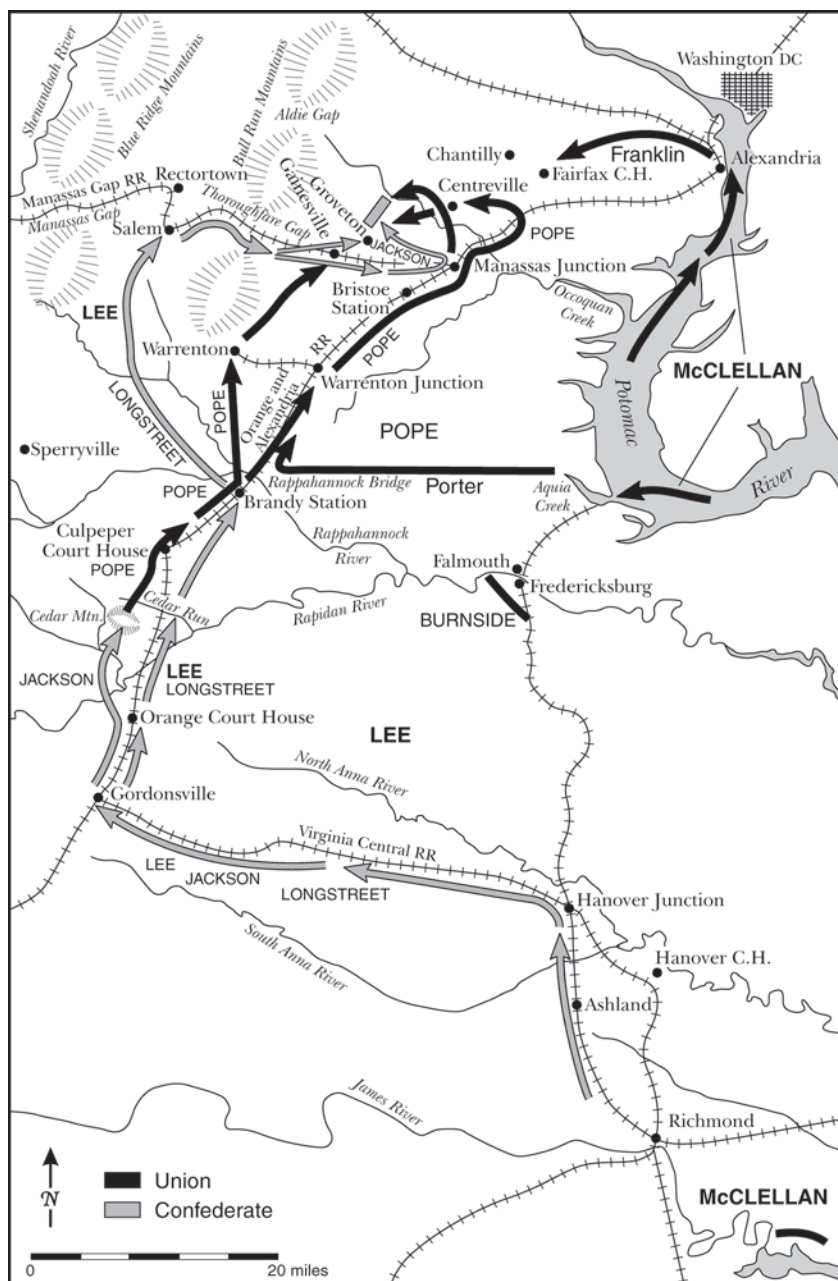 Washington DC
Shenandoah River
Blue Ridge Mountains
Bull Run Mountains
Aldie Gap
Chantilly
Franklin
Alexandria
Fairfax C.H.
Rectortown
Manassas Gap RR
Manassas Gap
Salem
Thoroughfare Gap
Gainesville
Groveton
Centreville
JACKSON
POPE
Manassas Junction
Bristoe
Station
Occoquan
Creek
LEE
POPE
Warrenton
RR
Warrenton Junction
McCLELLAN
LONGSTREET
POPE
Orange and
Alexandria
POPE
Potomac
River
Sperryville
Rappahannock Bridge
Porter
Aquia
Creek
POPE
Brandy Station
Culpeper
Court House
POPE
Rappahannock
River
Falmouth
Fredericksburg
BURNSIDE
Cedar Mtn.
Cedar Run
Rapidan River
JACKSON
LEE
LONGSTREET
Orange Court House
LEE
North Anna River
Gordonsville
Virginia Central RR
LEE
JACKSON
LONGSTREET
Hanover Junction
South Anna River
Hanover C.H.
Ashland
James River
Richmond
N
Union
Confederate
McCLELLAN
0
20 miles